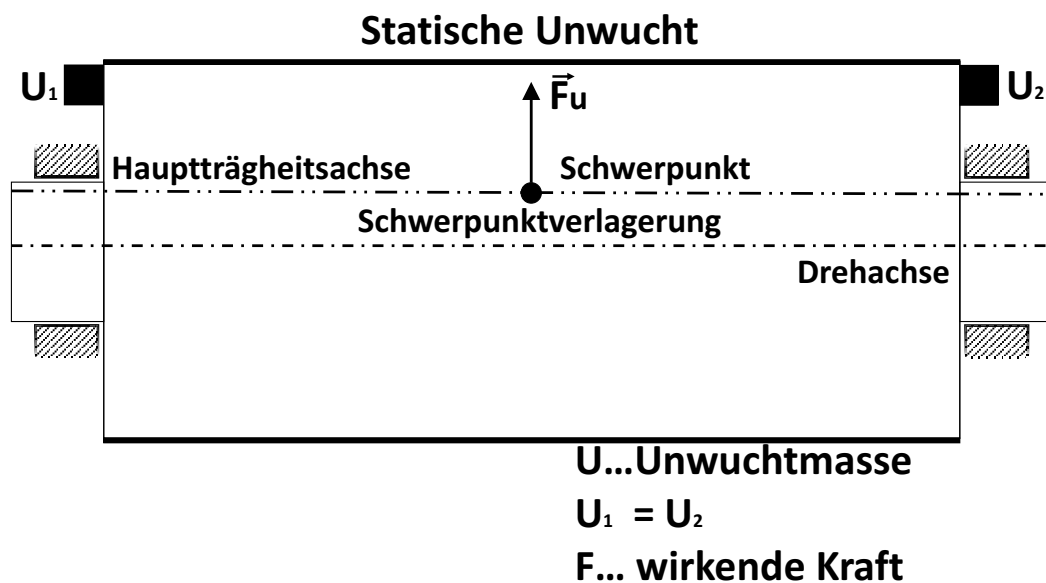 Statische Unwucht
U₁
F⃗u
U₂
Hauptträgheitsachse
Schwerpunkt
Schwerpunktverlagerung
Drehachse
U...Unwuchtmasse
U₁ = U₂
F... wirkende Kraft